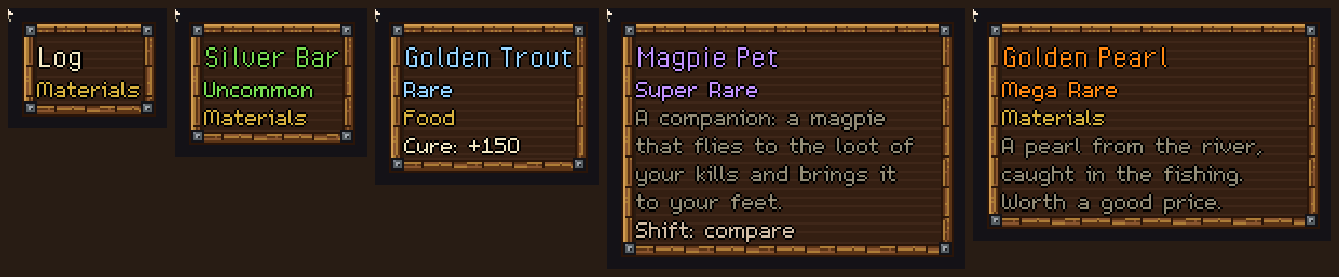 Log
Materials
Silver Bar
Uncommon
Materials
Golden Trout
Rare
Food
Cure: +150
Magpie Pet
Super Rare
A companion: a magpie
that flies to the loot of
your kills and brings it
to your feet.
Shift: compare
Golden Pearl
Mega Rare
Materials
A pearl from the river,
caught in the fishing.
Worth a good price.